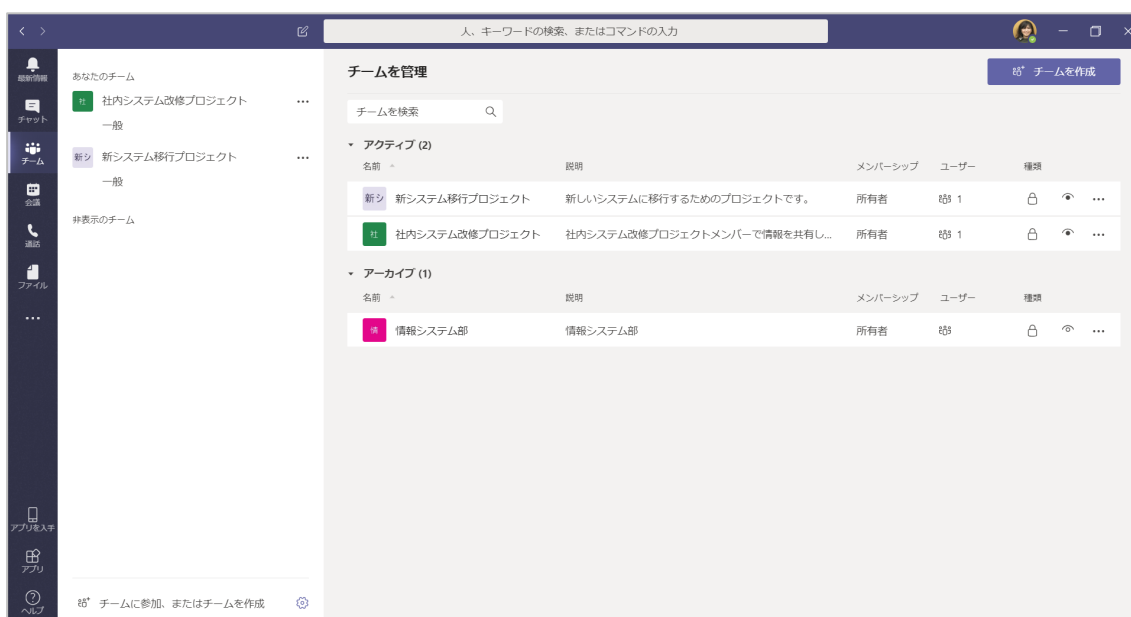 人、キーワードの検索、またはコマンドの入力
最新情報
チャット
チーム
会議
通話
ファイル
アプリを入手
アプリ
ヘルプ
あなたのチーム
社 社内システム改修プロジェクト ...
一般
新シ 新システム移行プロジェクト ...
一般
非表示のチーム
チームに参加、またはチームを作成
チームを管理
チームを作成
チームを検索
アクティブ (2)
名前 説明 メンバーシップ ユーザー 種類
新シ 新システム移行プロジェクト 新しいシステムに移行するためのプロジェクトです。 所有者 1 ...
社 社内システム改修プロジェクト 社内システム改修プロジェクトメンバーで情報を共有し... 所有者 1 ...
アーカイブ (1)
名前 説明 メンバーシップ ユーザー 種類
情 情報システム部 情報システム部 所有者 ...